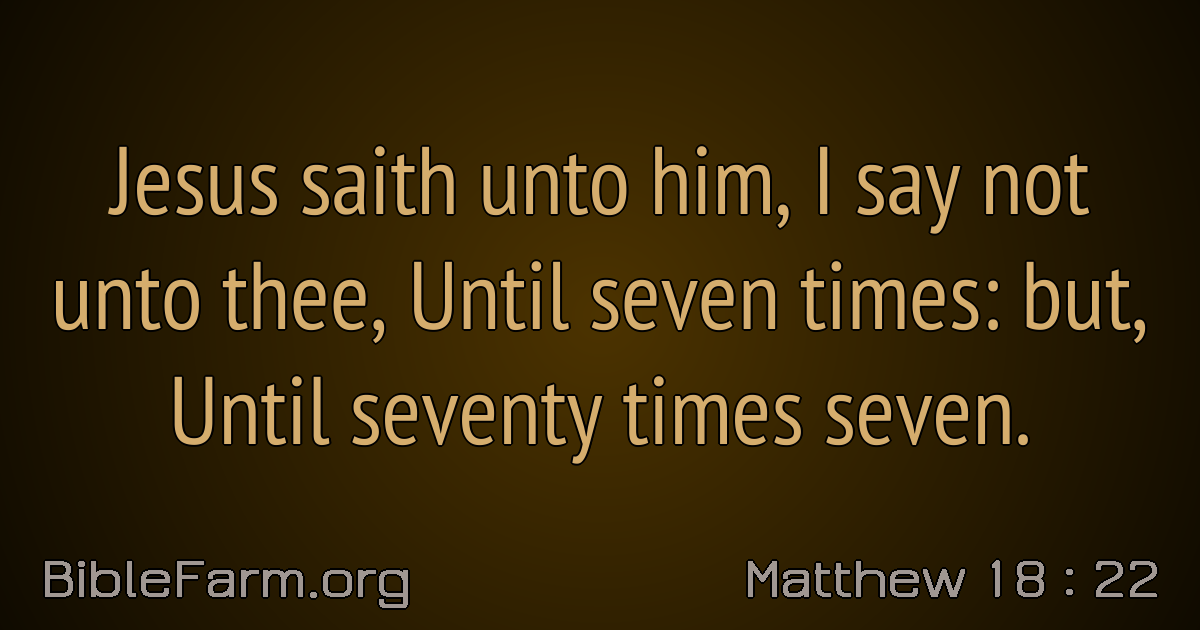 Jesus saith unto him, I say not
unto thee, Until seven times: but,
Until seventy times seven.
BibleFarm.org
Matthew 18 : 22